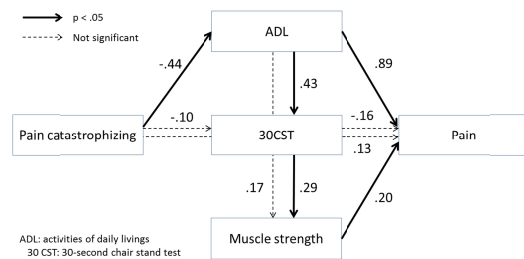 p < .05
Not significant
ADL
-.44
.89
.43
-.10
-.16
Pain catastrophizing
30CST
Pain
.13
.17
.29
.20
Muscle strength
ADL: activities of daily livings
30 CST: 30-second chair stand test